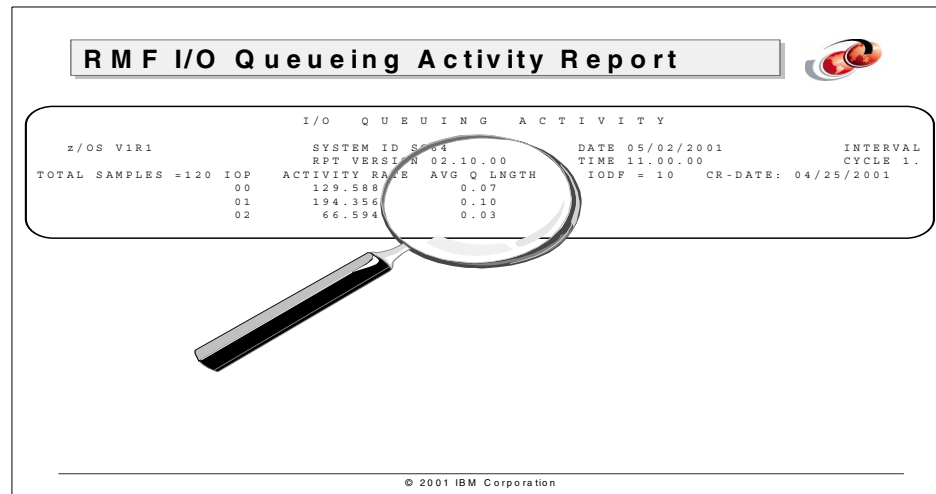 RMF I/O Queueing Activity Report
I/O QUEUING ACTIVITY
z/OS V1R1 SYSTEM ID SC64 DATE 05/02/2001 INTERVAL
RPT VERSION 02.10.00 TIME 11.00.00 CYCLE 1.
TOTAL SAMPLES =120 IOP ACTIVITY RATE AVG Q LNGTH IODF = 10 CR-DATE: 04/25/2001
00 129.588 0.07
01 194.356 0.10
02 66.594 0.03
© 2001 IBM Corporation